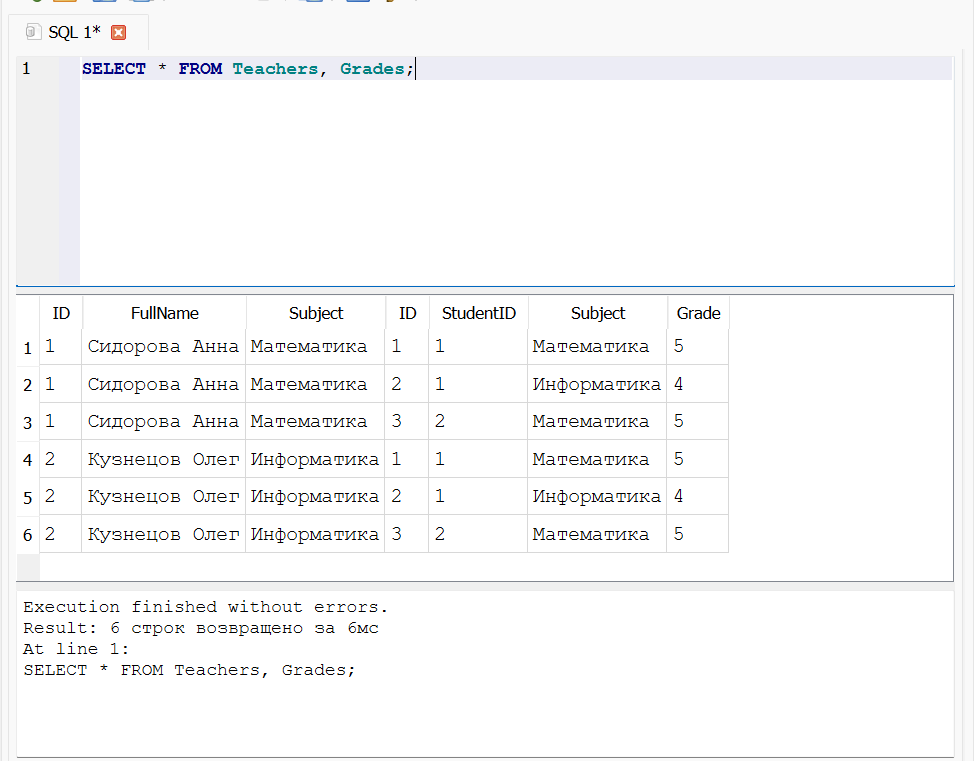 SQL 1*
1 SELECT * FROM Teachers, Grades;
ID FullName Subject ID StudentID Subject Grade
1 1 Сидорова Анна Математика 1 1 Математика 5
2 1 Сидорова Анна Математика 2 1 Информатика 4
3 1 Сидорова Анна Математика 3 2 Математика 5
4 2 Кузнецов Олег Информатика 1 1 Математика 5
5 2 Кузнецов Олег Информатика 2 1 Информатика 4
6 2 Кузнецов Олег Информатика 3 2 Математика 5
Execution finished without errors.
Result: 6 строк возвращено за 6мс
At line 1:
SELECT * FROM Teachers, Grades;